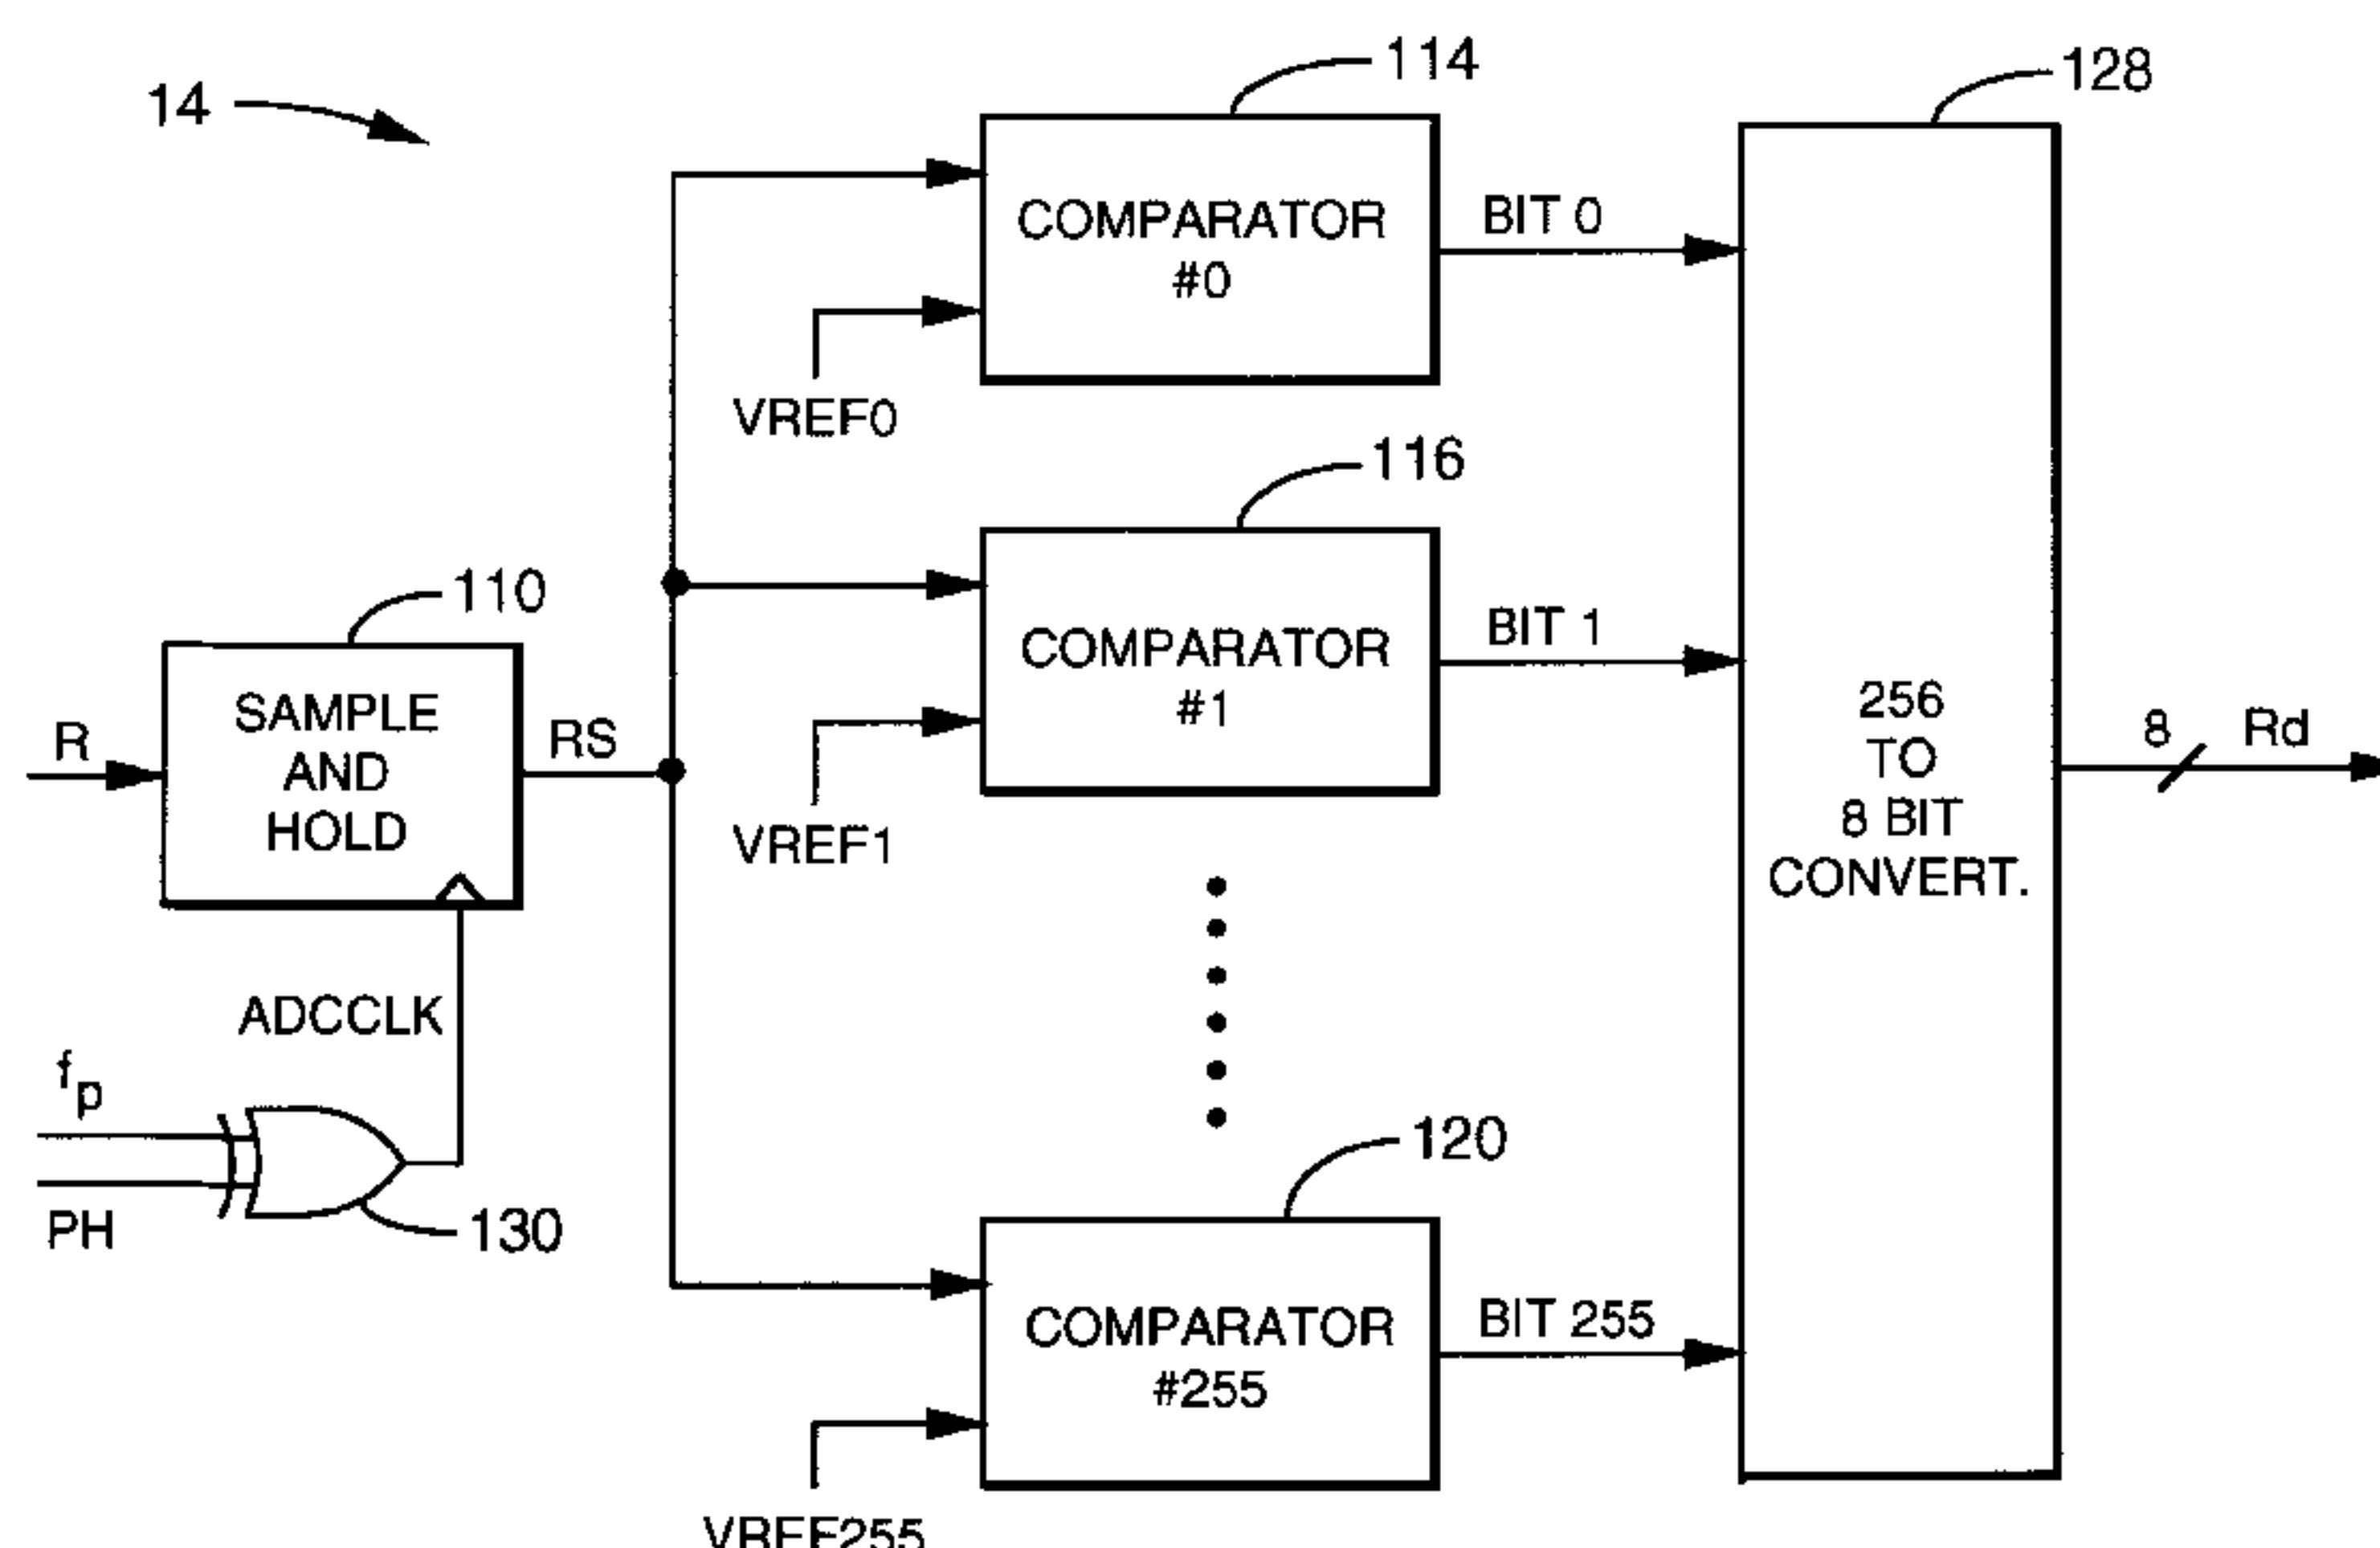 14
114
128
COMPARATOR
#0
BIT 0
VREF0
116
COMPARATOR
#1
BIT 1
VREF1
110
SAMPLE
AND
HOLD
R
RS
256
TO
8 BIT
CONVERT.
8
Rd
ADCCLK
fp
PH
130
120
COMPARATOR
#255
BIT 255
VREF255